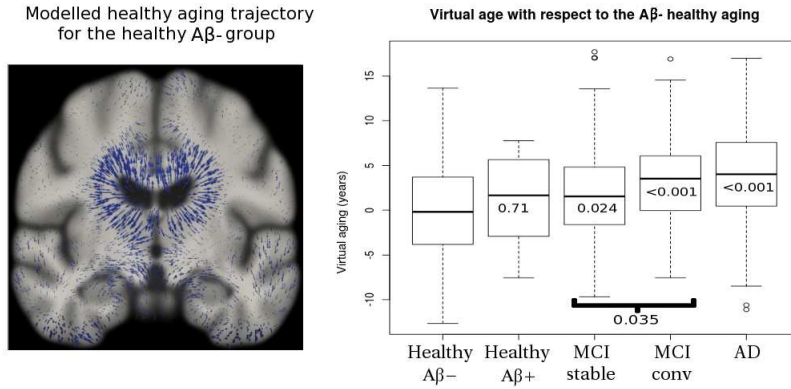 Modelled healthy aging trajectory
for the healthy Aβ- group
Virtual age with respect to the Aβ- healthy aging
Virtual aging (years)
15
10
5
0
-5
-10
0.71
0.024
<0.001
<0.001
0.035
Healthy Aβ−
Healthy Aβ+
MCI stable
MCI conv
AD